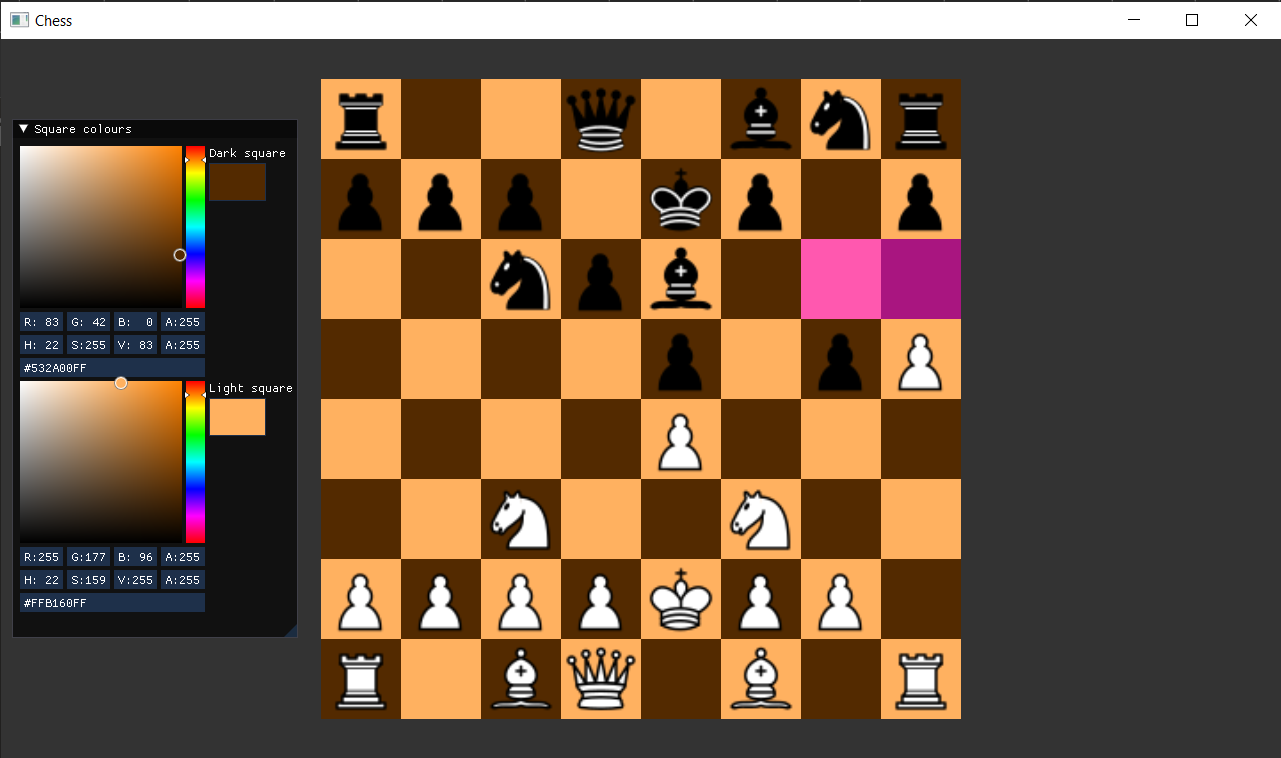 Chess
Square colours
Dark square
R: 83 G: 42 B: 0 A:255
H: 22 S:255 V: 83 A:255
#532A00FF
Light square
R:255 G:177 B: 96 A:255
H: 22 S:159 V:255 A:255
#FFB160FF